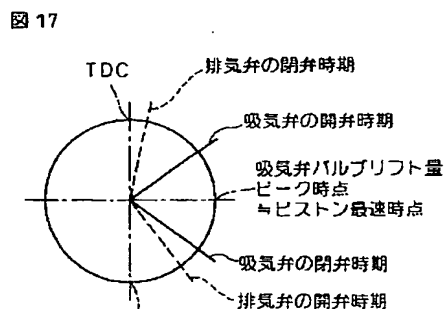 図17
TDC
排気弁の閉弁時期
吸気弁の開弁時期
吸気弁バルブリフト量
ピーク時点
≒ピストン最速時点
吸気弁の閉弁時期
排気弁の開弁時期